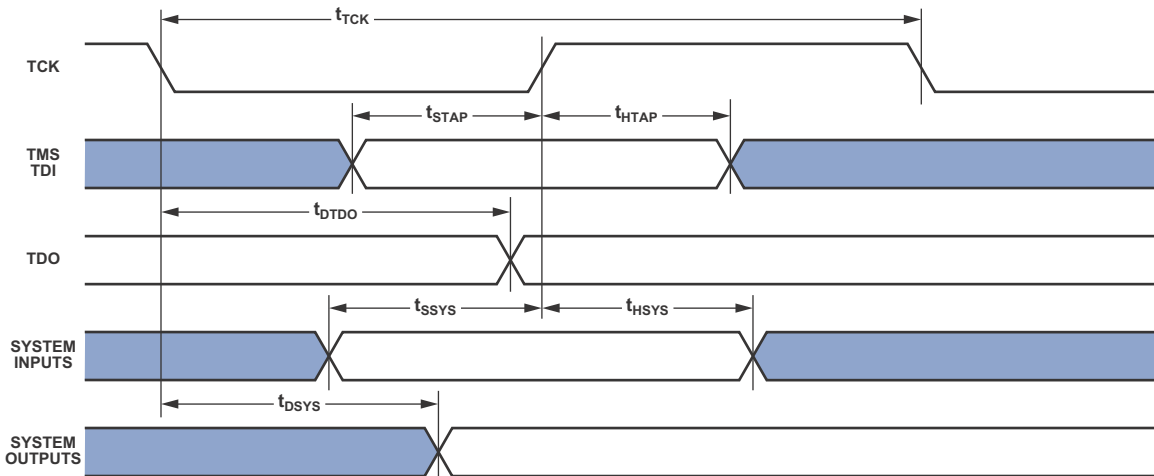 tTCK
TCK
tSTAP
tHTAP
TMS
TDI
tDTDO
TDO
tSSYS
tHSYS
SYSTEM
INPUTS
tDSYS
SYSTEM
OUTPUTS